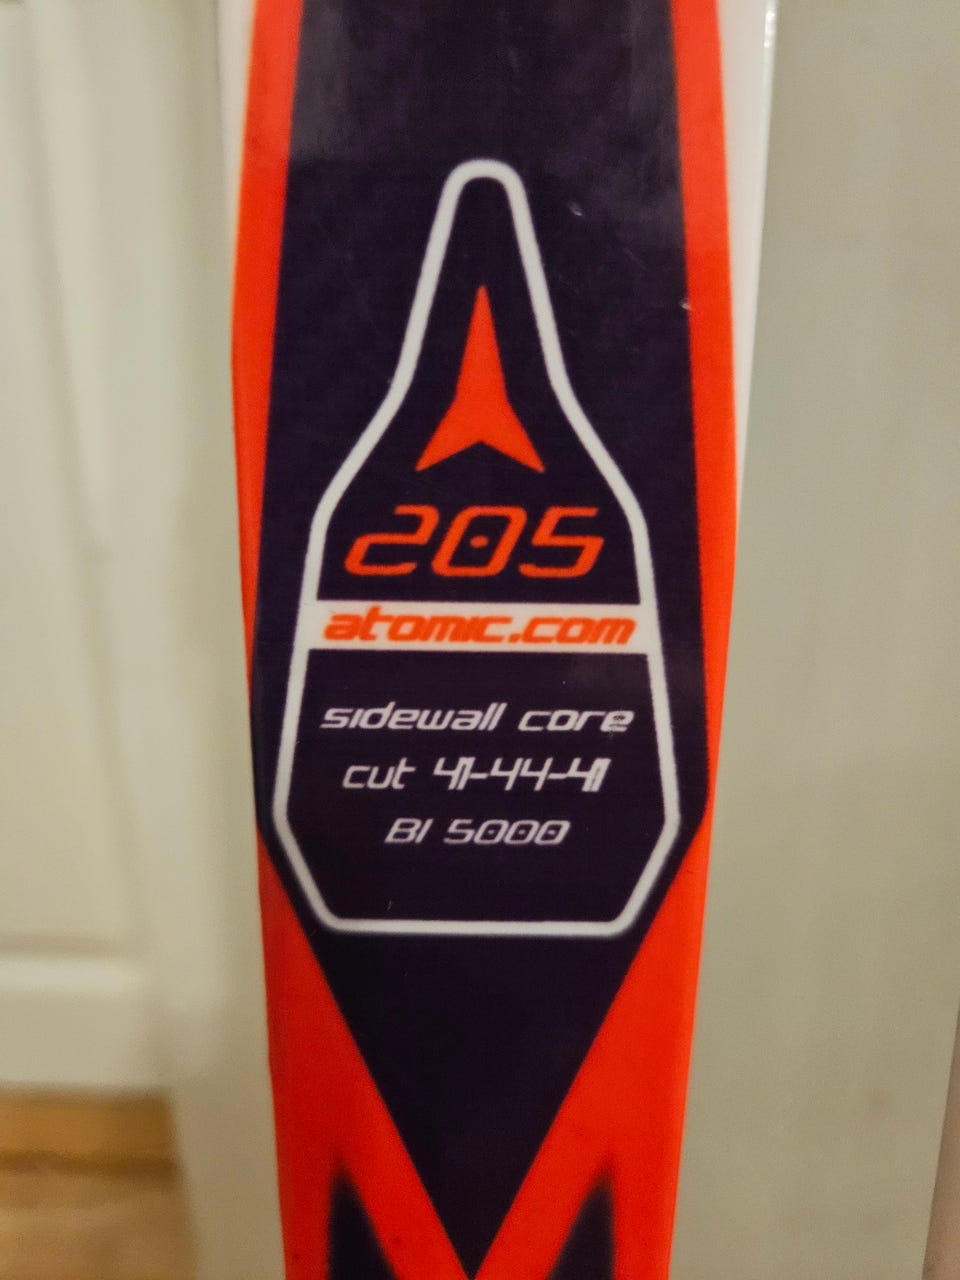 205
atomic.com
sidewall core
cut 41-44-41
BI 5000